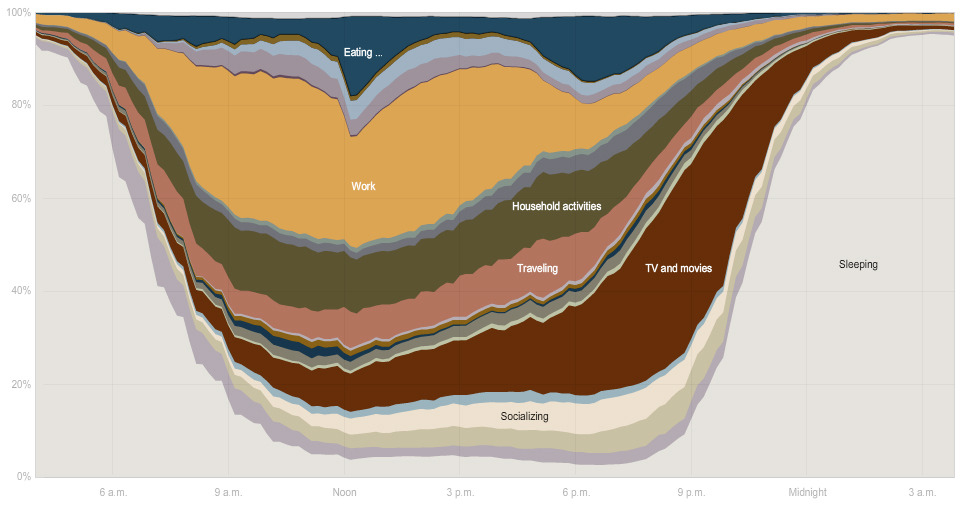 100%
Eating ...
80%
Work
60%
Household activities
Traveling
TV and movies
Sleeping
40%
20%
Socializing
0%
6 a.m.
9 a.m.
Noon
3 p.m.
6 p.m.
9 p.m.
Midnight
3 a.m.